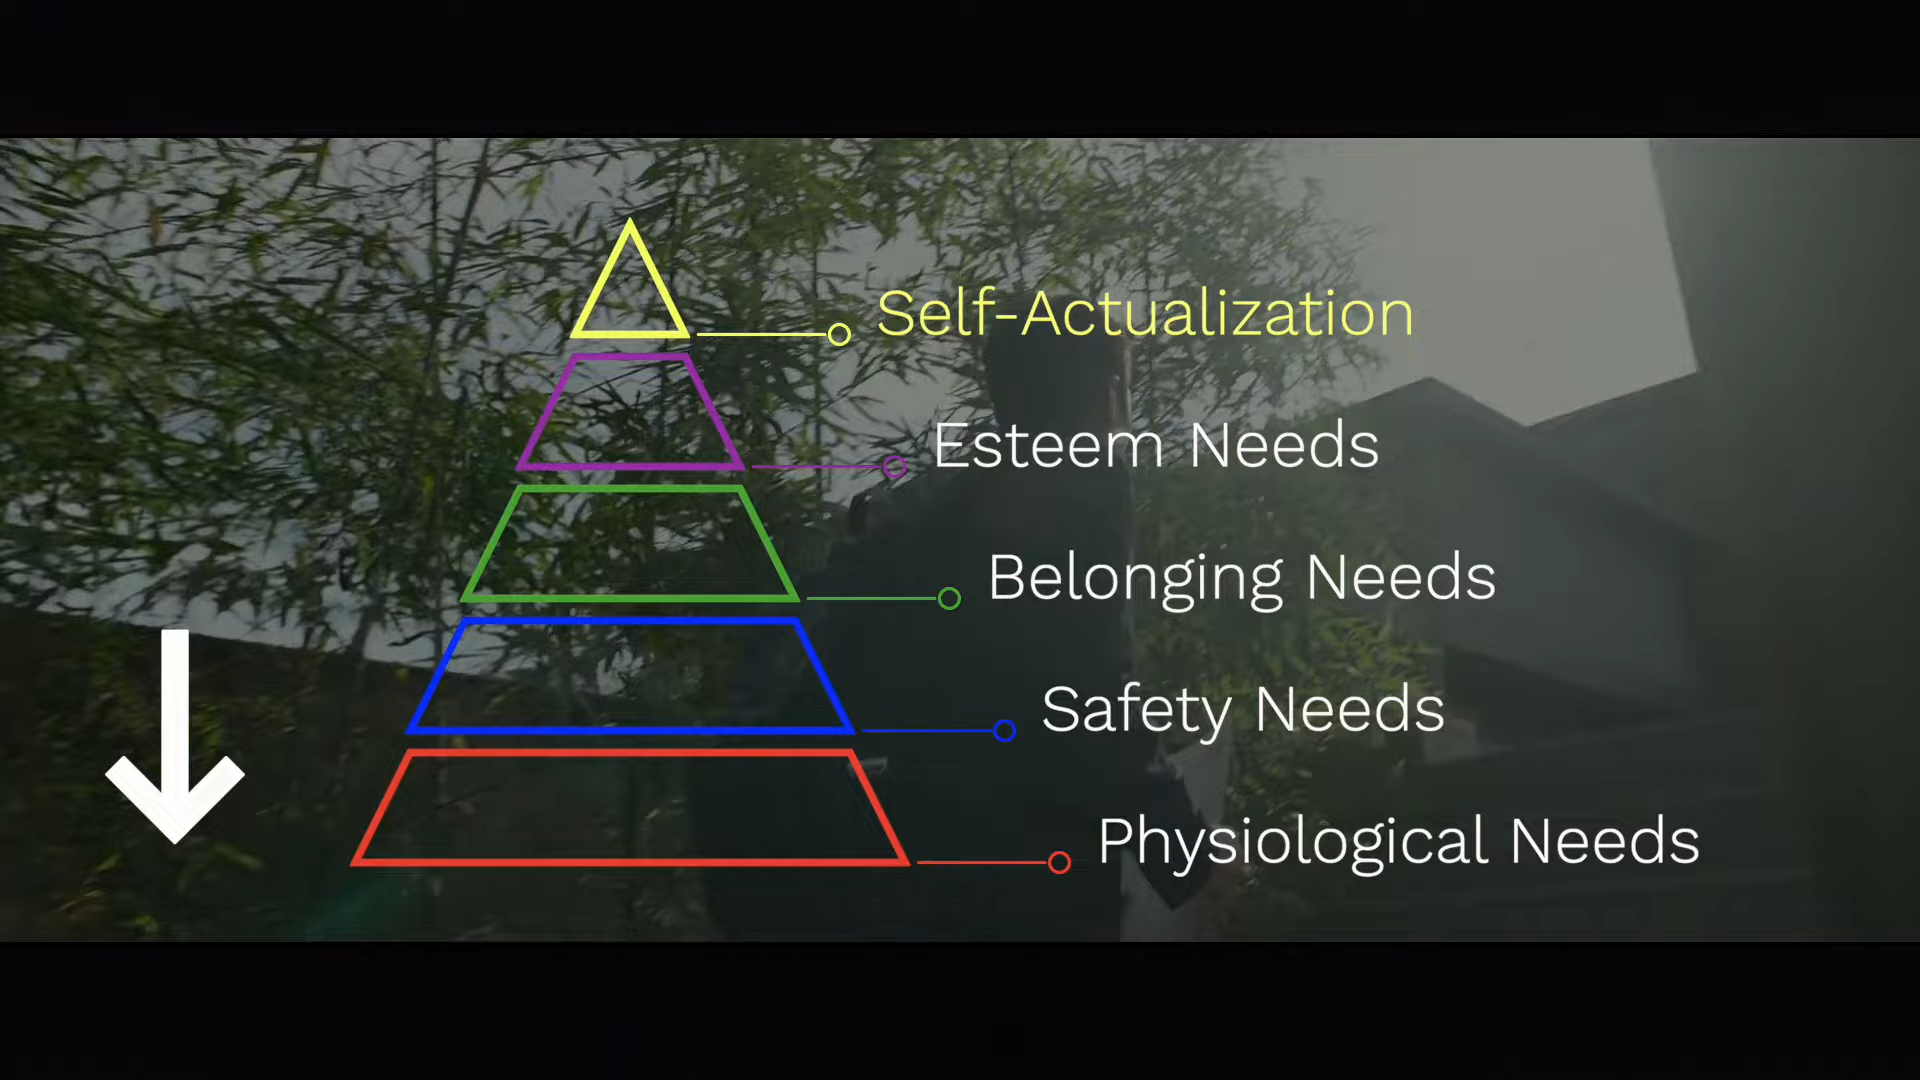 Self-Actualization
Esteem Needs
Belonging Needs
Safety Needs
Physiological Needs